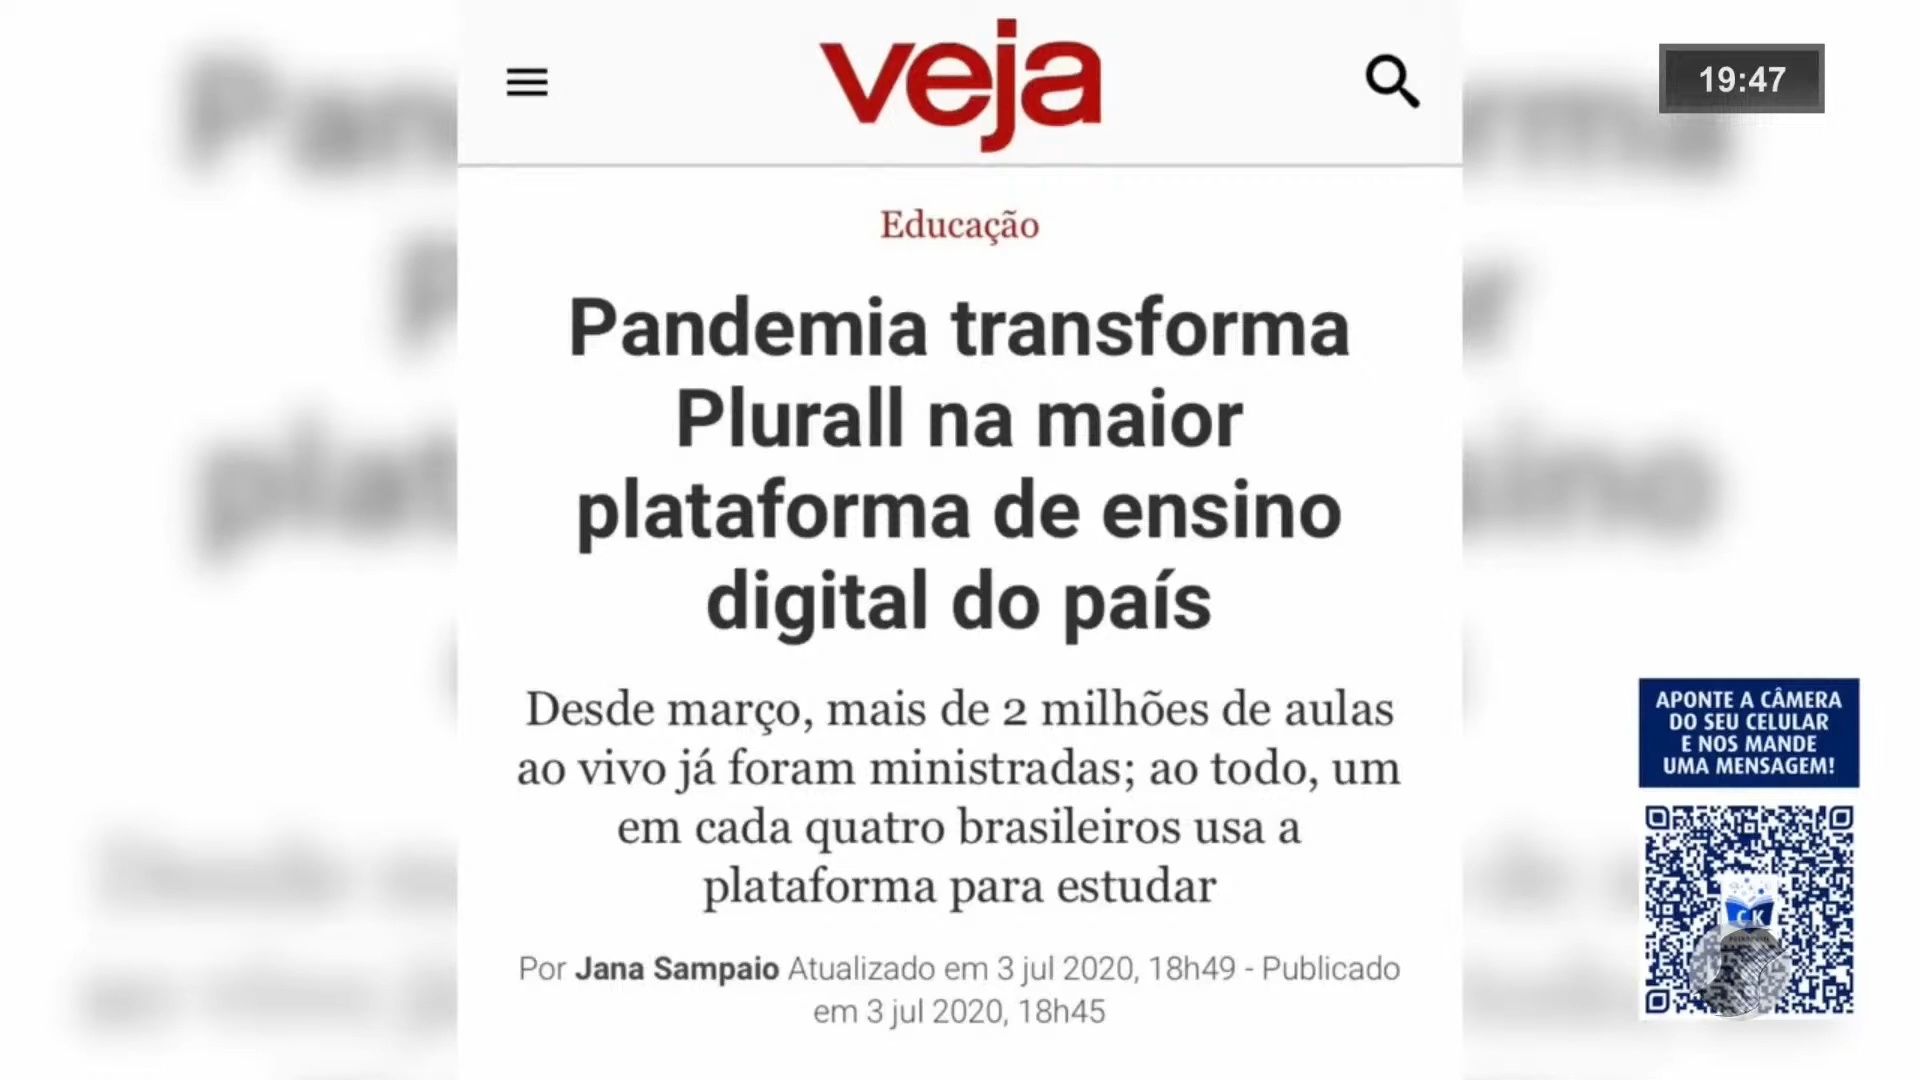 veja
19:47
Educação
Pandemia transforma
Plurall na maior
plataforma de ensino
digital do país
Desde março, mais de 2 milhões de aulas
ao vivo já foram ministradas; ao todo, um
em cada quatro brasileiros usa a
plataforma para estudar
Por Jana Sampaio Atualizado em 3 jul 2020, 18h49 - Publicado
em 3 jul 2020, 18h45
APONTE A CÂMERA
DO SEU CELULAR
E NOS MANDE
UMA MENSAGEM!
CK